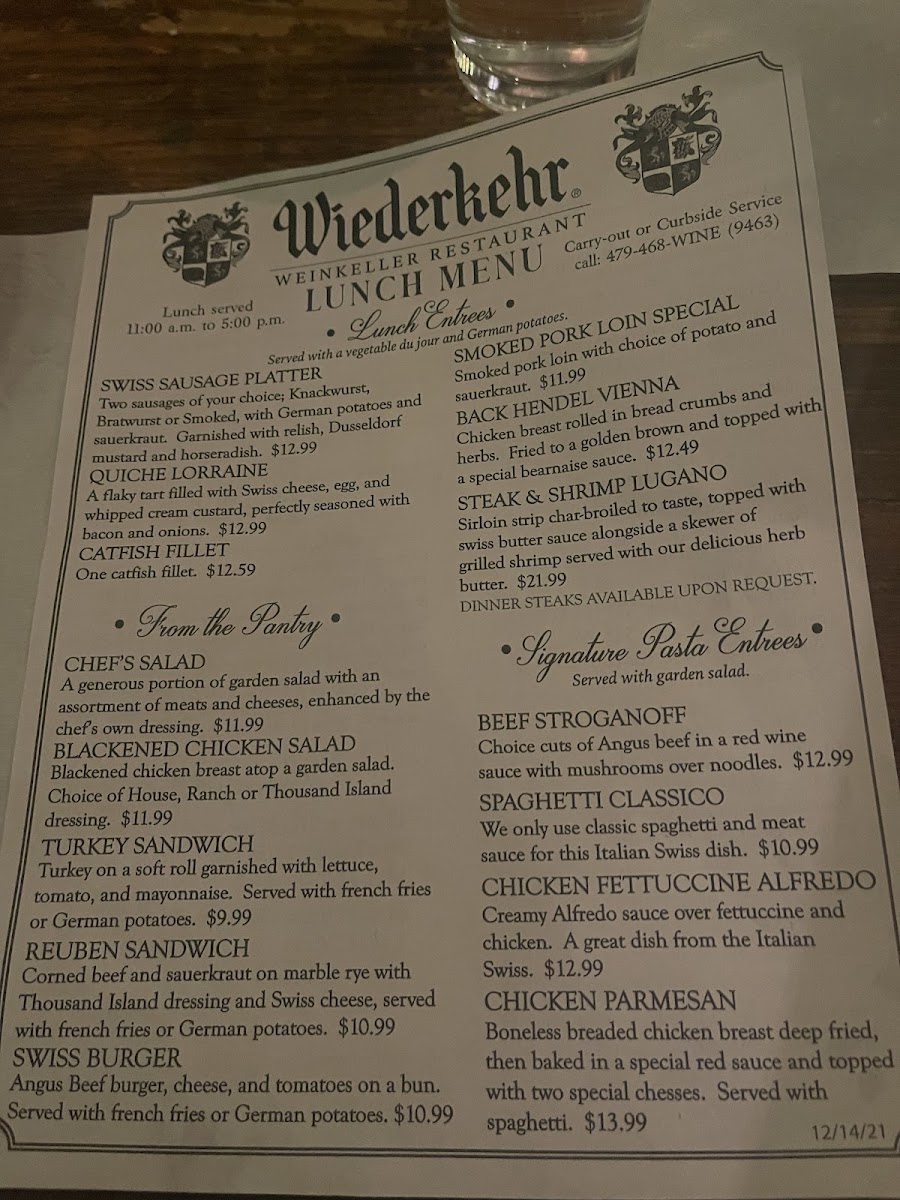 Wiederkehr®
WEINKELLER RESTAURANT
LUNCH MENU
Lunch served
11:00 a.m. to 5:00 p.m.
Carry-out or Curbside Service
call: 479-468-WINE (9463)
• Lunch Entrees •
Served with a vegetable du jour and German potatoes.
SWISS SAUSAGE PLATTER
Two sausages of your choice; Knackwurst,
Bratwurst or Smoked, with German potatoes and
sauerkraut. Garnished with relish, Dusseldorf
mustard and horseradish. $12.99
QUICHE LORRAINE
A flaky tart filled with Swiss cheese, egg, and
whipped cream custard, perfectly seasoned with
bacon and onions. $12.99
CATFISH FILLET
One catfish fillet. $12.59
SMOKED PORK LOIN SPECIAL
Smoked pork loin with choice of potato and
sauerkraut. $11.99
BACK HENDEL VIENNA
Chicken breast rolled in bread crumbs and
herbs. Fried to a golden brown and topped with
a special bearnaise sauce. $12.49
STEAK & SHRIMP LUGANO
Sirloin strip char-broiled to taste, topped with
swiss butter sauce alongside a skewer of
grilled shrimp served with our delicious herb
butter. $21.99
DINNER STEAKS AVAILABLE UPON REQUEST.
• From the Pantry •
CHEF'S SALAD
A generous portion of garden salad with an
assortment of meats and cheeses, enhanced by the
chef's own dressing. $11.99
BLACKENED CHICKEN SALAD
Blackened chicken breast atop a garden salad.
Choice of House, Ranch or Thousand Island
dressing. $11.99
TURKEY SANDWICH
Turkey on a soft roll garnished with lettuce,
tomato, and mayonnaise. Served with french fries
or German potatoes. $9.99
REUBEN SANDWICH
Corned beef and sauerkraut on marble rye with
Thousand Island dressing and Swiss cheese, served
with french fries or German potatoes. $10.99
SWISS BURGER
Angus Beef burger, cheese, and tomatoes on a bun.
Served with french fries or German potatoes. $10.99
• Signature Pasta Entrees •
Served with garden salad.
BEEF STROGANOFF
Choice cuts of Angus beef in a red wine
sauce with mushrooms over noodles. $12.99
SPAGHETTI CLASSICO
We only use classic spaghetti and meat
sauce for this Italian Swiss dish. $10.99
CHICKEN FETTUCCINE ALFREDO
Creamy Alfredo sauce over fettuccine and
chicken. A great dish from the Italian
Swiss. $12.99
CHICKEN PARMESAN
Boneless breaded chicken breast deep fried,
then baked in a special red sauce and topped
with two special chesses. Served with
spaghetti. $13.99
12/14/21